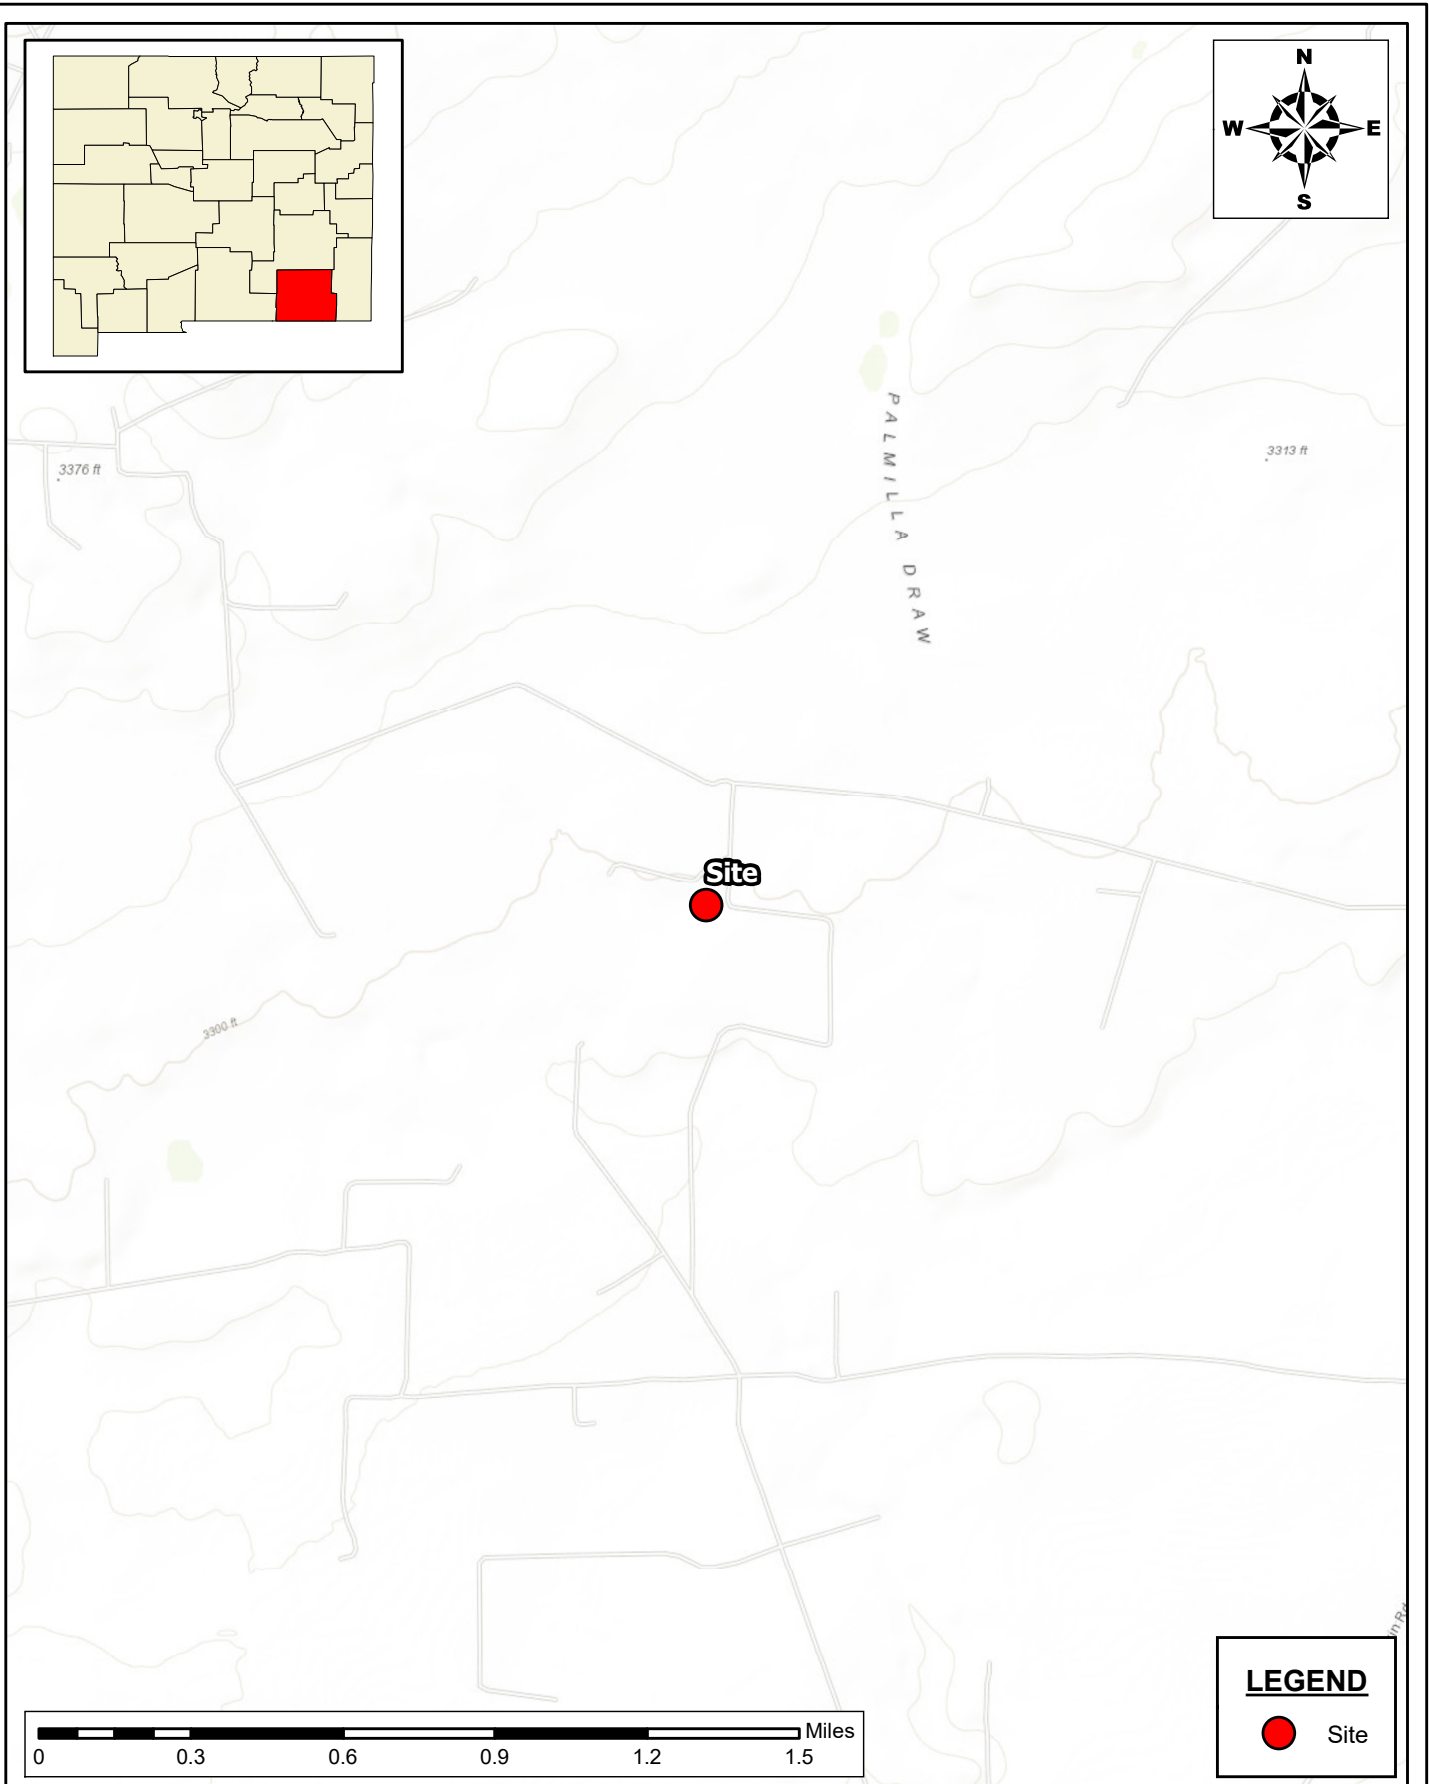 N
W E
S
3376 ft
3313 ft
PALMILLA DRAW
Site
3300 ft
LEGEND
Site
Miles
0 0.3 0.6 0.9 1.2 1.5